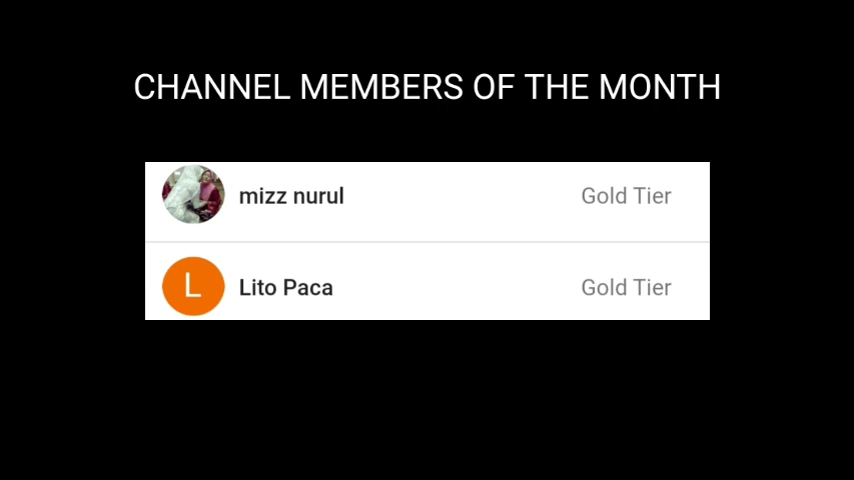 CHANNEL MEMBERS OF THE MONTH
mizz nurul Gold Tier
L Lito Paca Gold Tier